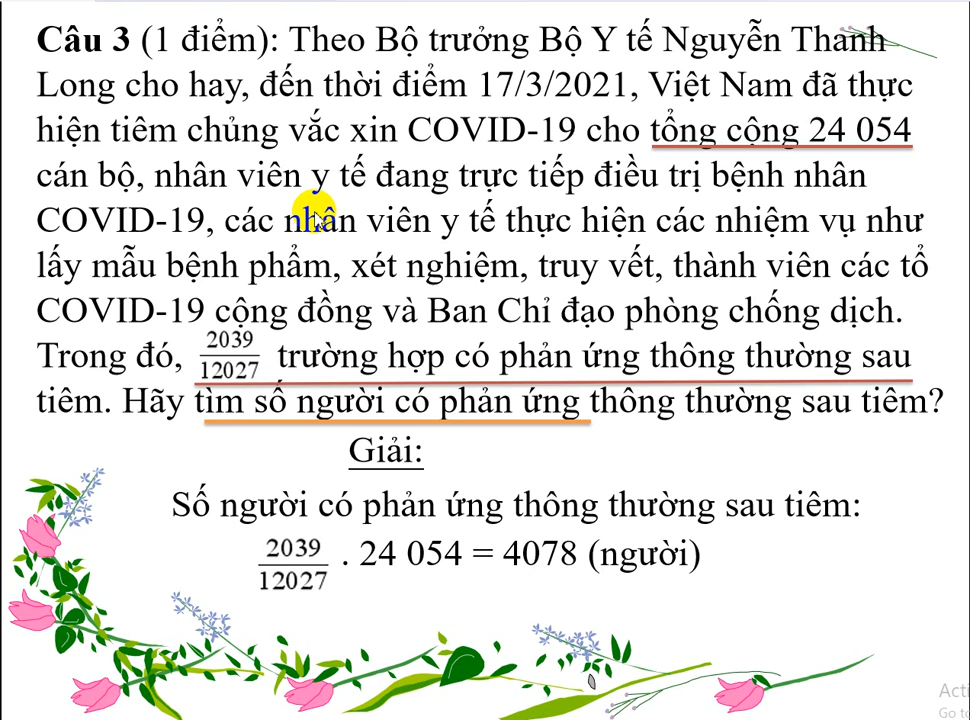 Câu 3 (1 điểm): Theo Bộ trưởng Bộ Y tế Nguyễn Thanh
Long cho hay, đến thời điểm 17/3/2021, Việt Nam đã thực
hiện tiêm chủng vắc xin COVID-19 cho tổng cộng 24 054
cán bộ, nhân viên y tế đang trực tiếp điều trị bệnh nhân
COVID-19, các nhân viên y tế thực hiện các nhiệm vụ như
lấy mẫu bệnh phẩm, xét nghiệm, truy vết, thành viên các tổ
COVID-19 cộng đồng và Ban Chỉ đạo phòng chống dịch.
Trong đó, 2039/12027 trường hợp có phản ứng thông thường sau
tiêm. Hãy tìm số người có phản ứng thông thường sau tiêm?
Giải:
Số người có phản ứng thông thường sau tiêm:
2039/12027 . 24 054 = 4078 (người)
Acti
Go to